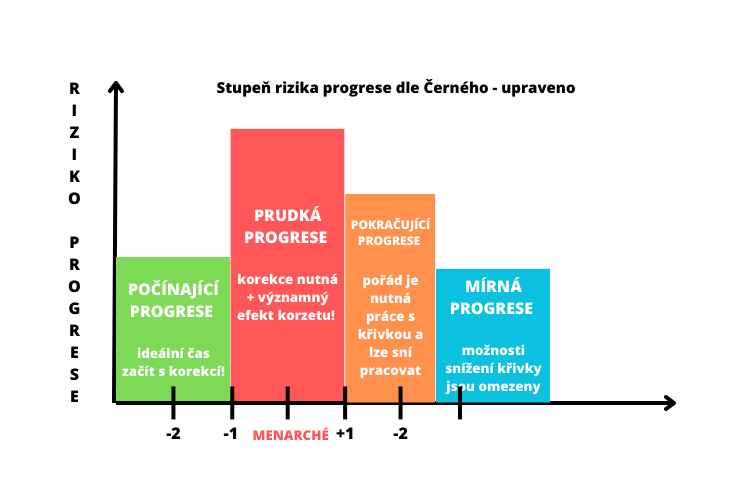 Stupeň rizika progrese dle Černého - upraveno
RIZIKO PROGRESE
POČÍNAJÍCÍ
PROGRESE
ideální čas
začít s korekcí!
PRUDKÁ
PROGRESE
korekce nutná
+ významný
efekt korzetu!
POKRAČUJÍCÍ
PROGRESE
pořád je
nutná
práce s
křivkou a
lze sní
pracovat
MÍRNÁ
PROGRESE
možnosti
snížení křivky
jsou omezeny
-2 -1 MENARCHÉ +1 -2